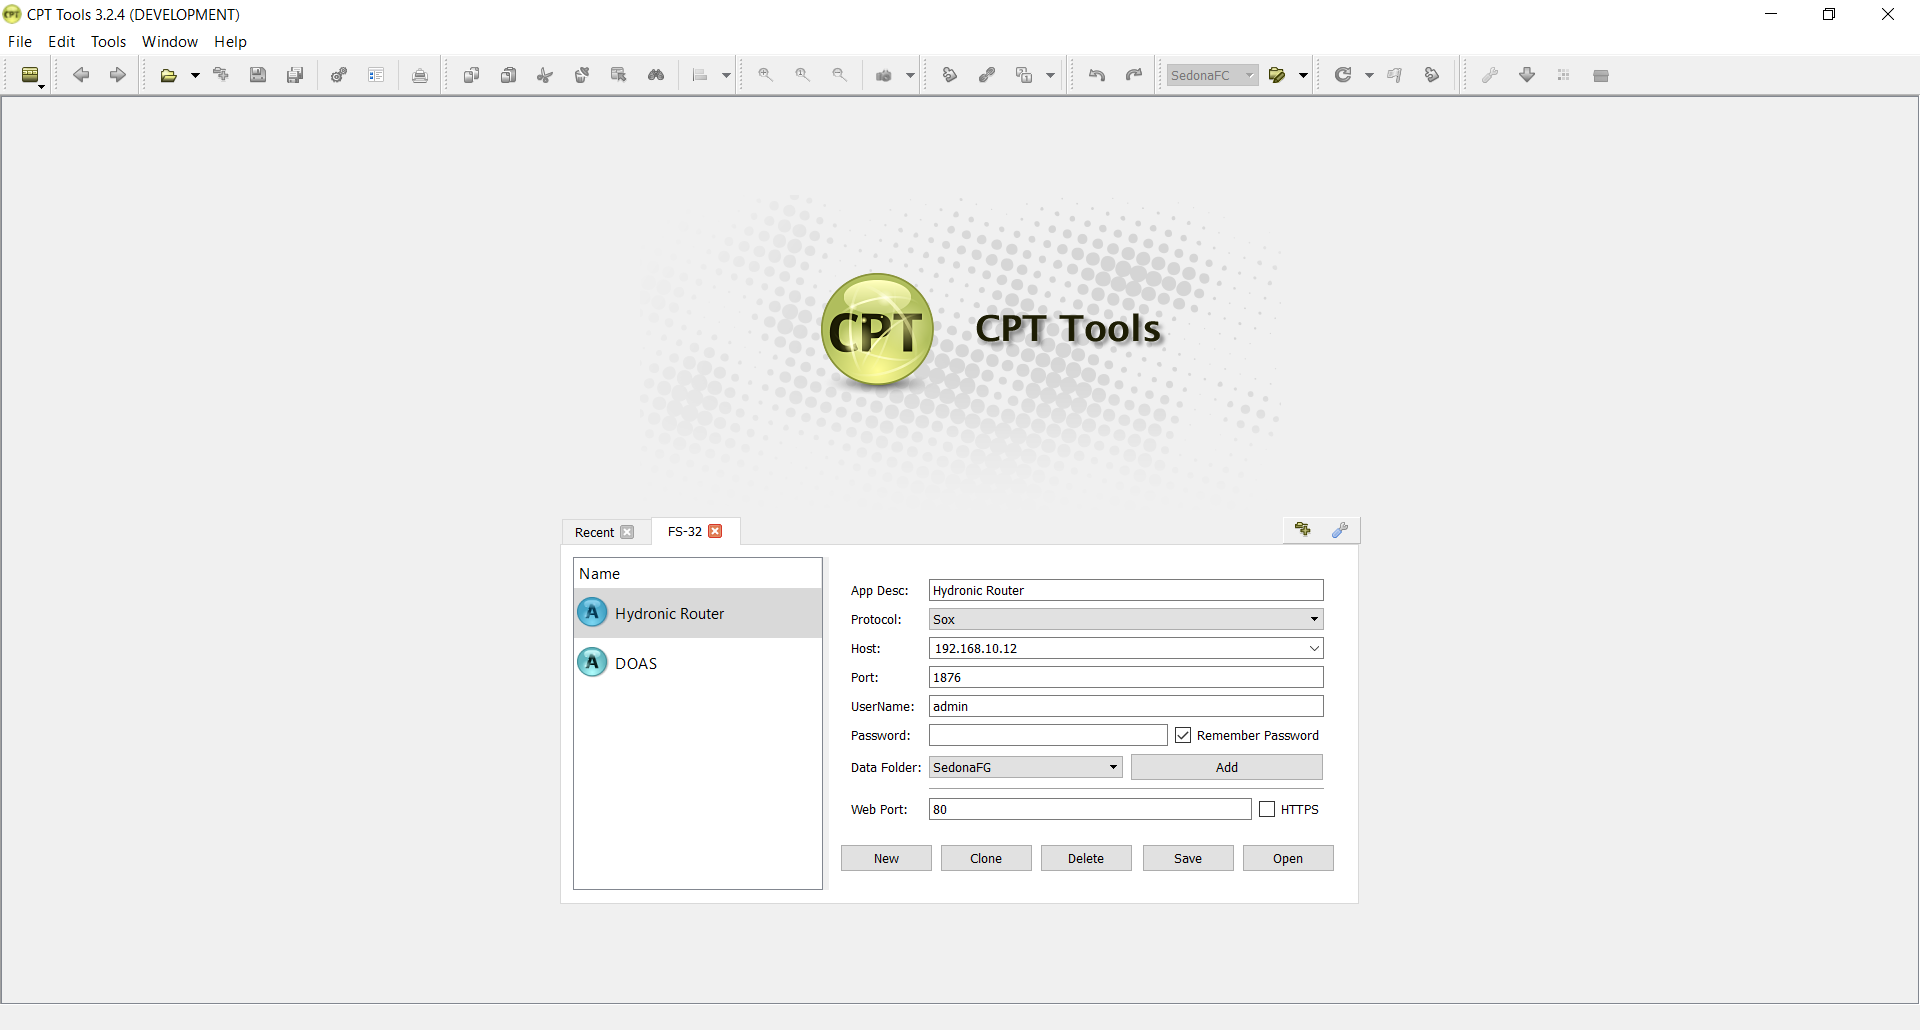 CPT Tools 3.2.4 (DEVELOPMENT)
File Edit Tools Window Help
SedonaFC
CPT CPT Tools
Recent FS-32
Name
A Hydronic Router
A DOAS
App Desc: Hydronic Router
Protocol: Sox
Host: 192.168.10.12
Port: 1876
UserName: admin
Password: Remember Password
Data Folder: SedonaFG Add
Web Port: 80 HTTPS
New Clone Delete Save Open